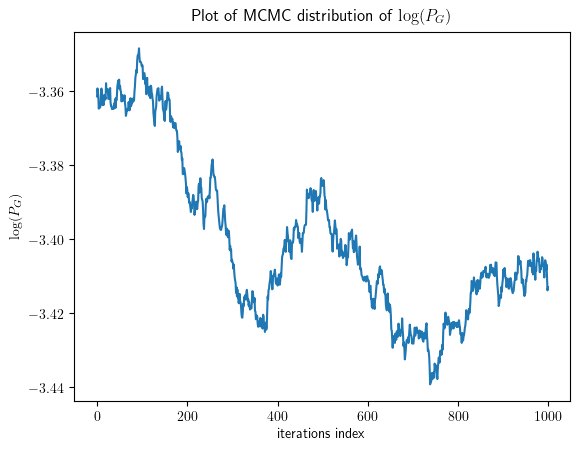 Plot of MCMC distribution of log(P_G)
log(P_G)
−3.36
−3.38
−3.40
−3.42
−3.44
0 200 400 600 800 1000
iterations index